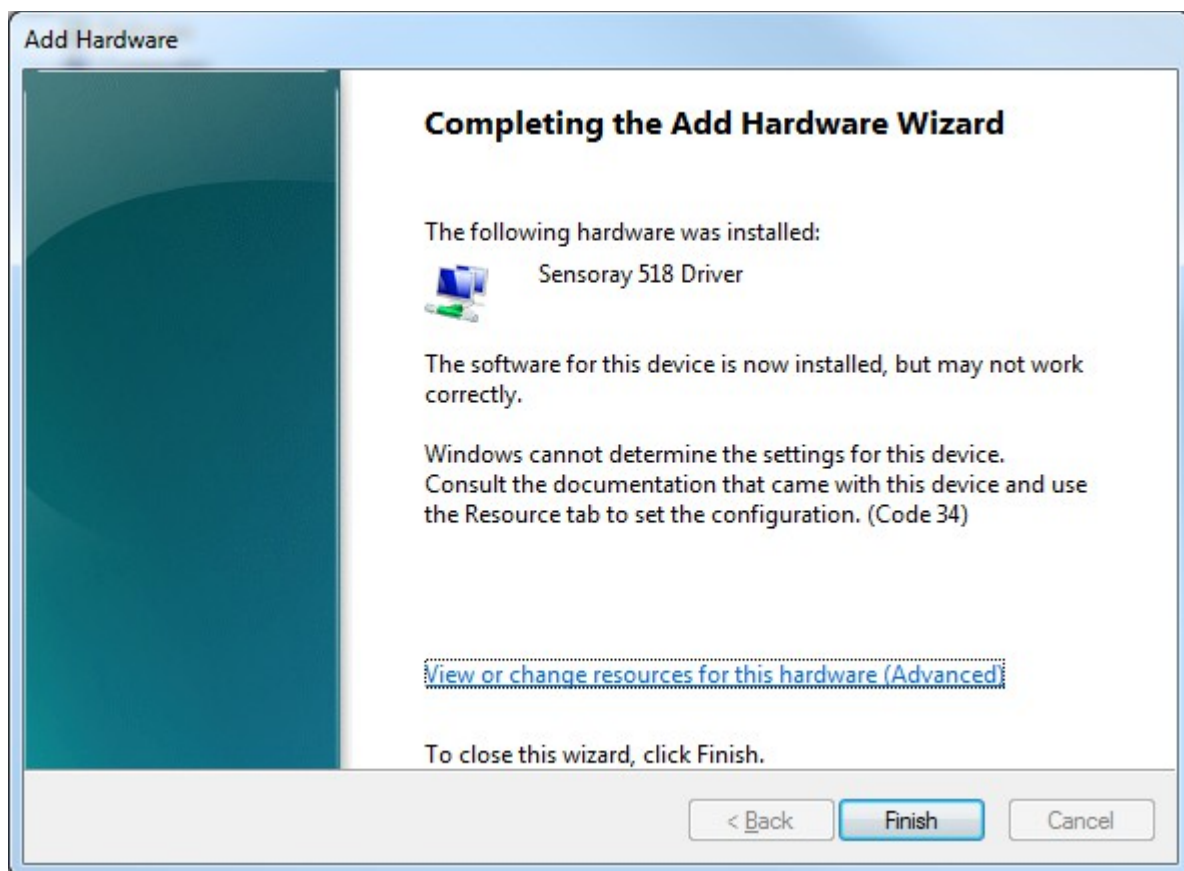 Add Hardware
Completing the Add Hardware Wizard
The following hardware was installed:
Sensoray 518 Driver
The software for this device is now installed, but may not work
correctly.
Windows cannot determine the settings for this device.
Consult the documentation that came with this device and use
the Resource tab to set the configuration. (Code 34)
View or change resources for this hardware (Advanced)
To close this wizard, click Finish.
< Back Finish Cancel